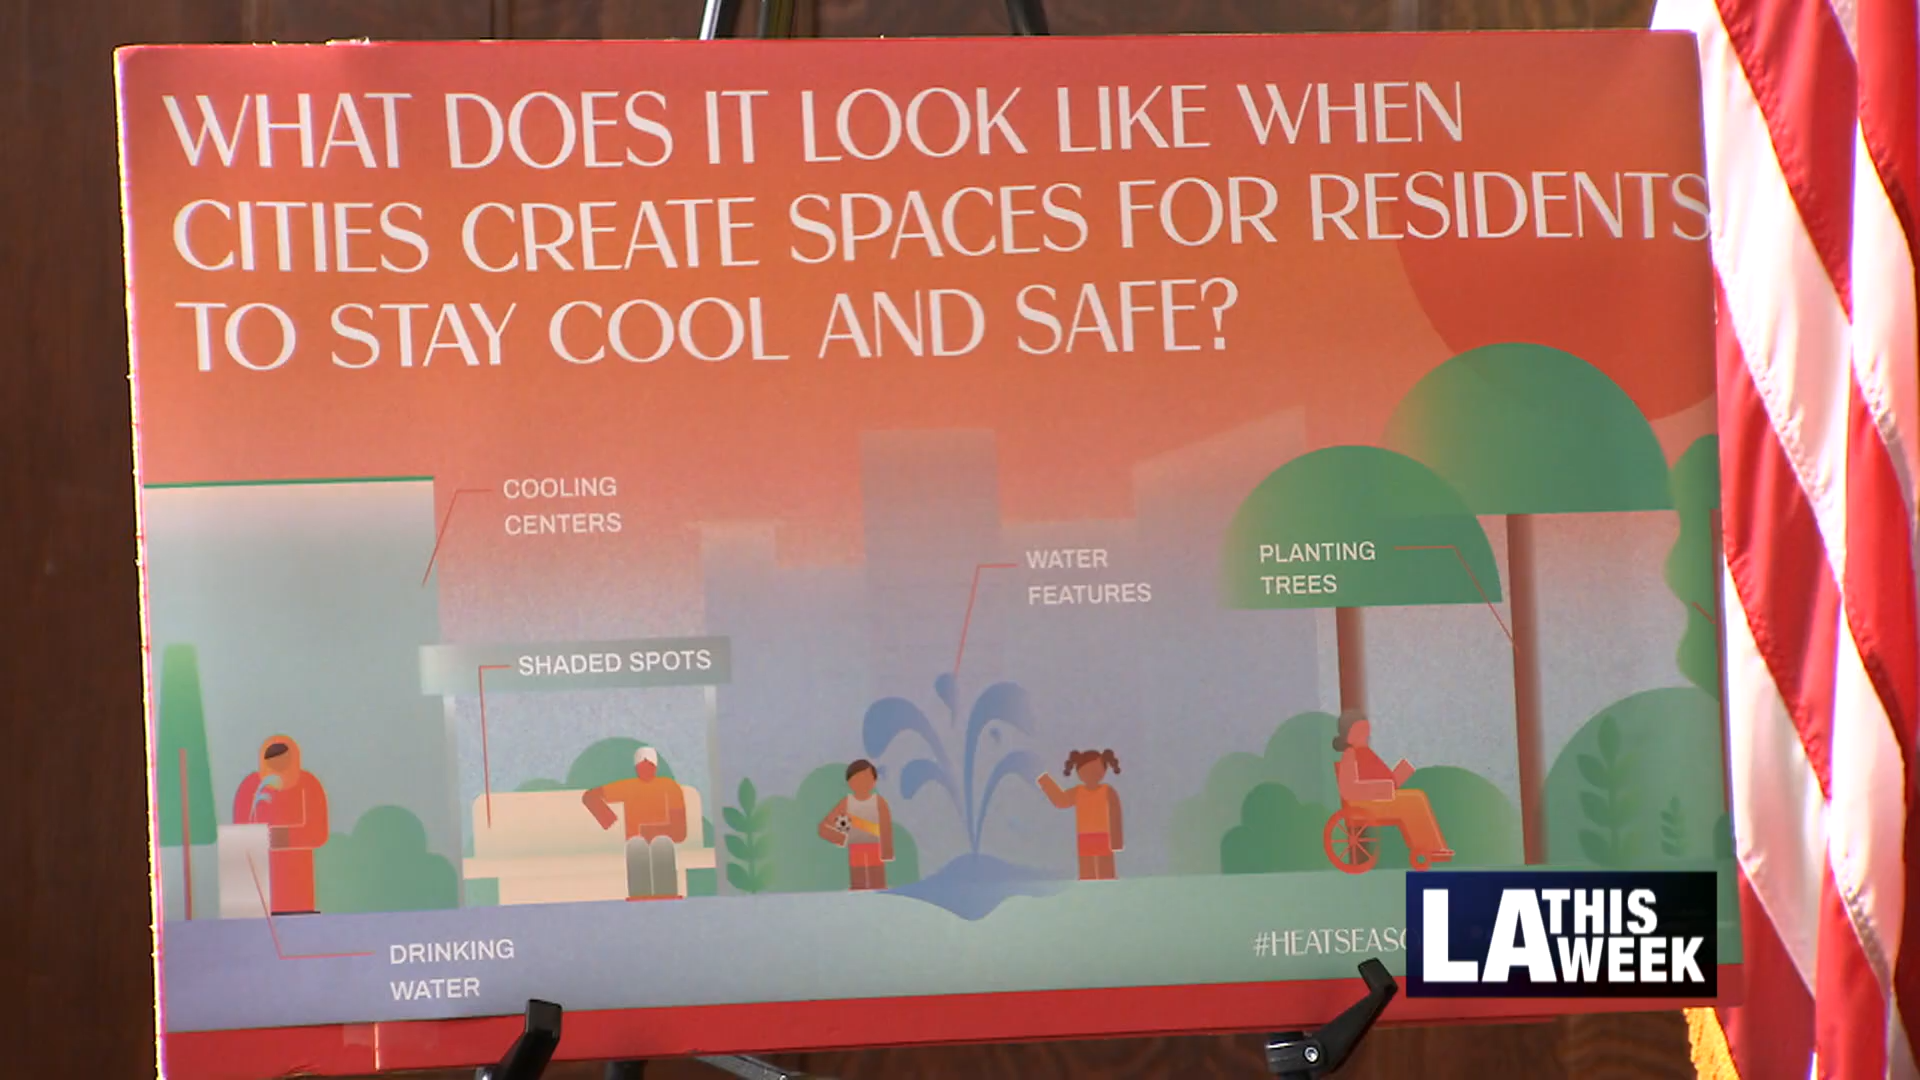 WHAT DOES IT LOOK LIKE WHEN
CITIES CREATE SPACES FOR RESIDENTS
TO STAY COOL AND SAFE?
COOLING
CENTERS
WATER
FEATURES
PLANTING
TREES
SHADED SPOTS
DRINKING
WATER
LA THIS
WEEK